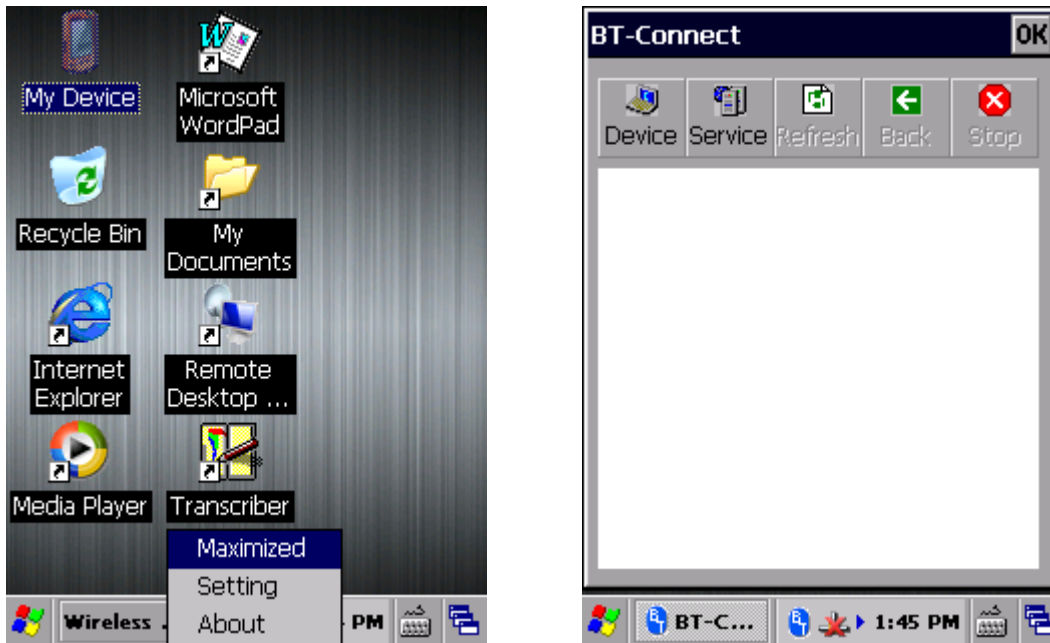 My Device
Microsoft
WordPad
Recycle Bin
My
Documents
Internet
Explorer
Remote
Desktop ...
Media Player
Transcriber
Maximized
Setting
About
Wireless .
PM
BT-Connect
OK
Device
Service
Refresh
Back
Stop
BT-C...
1:45 PM